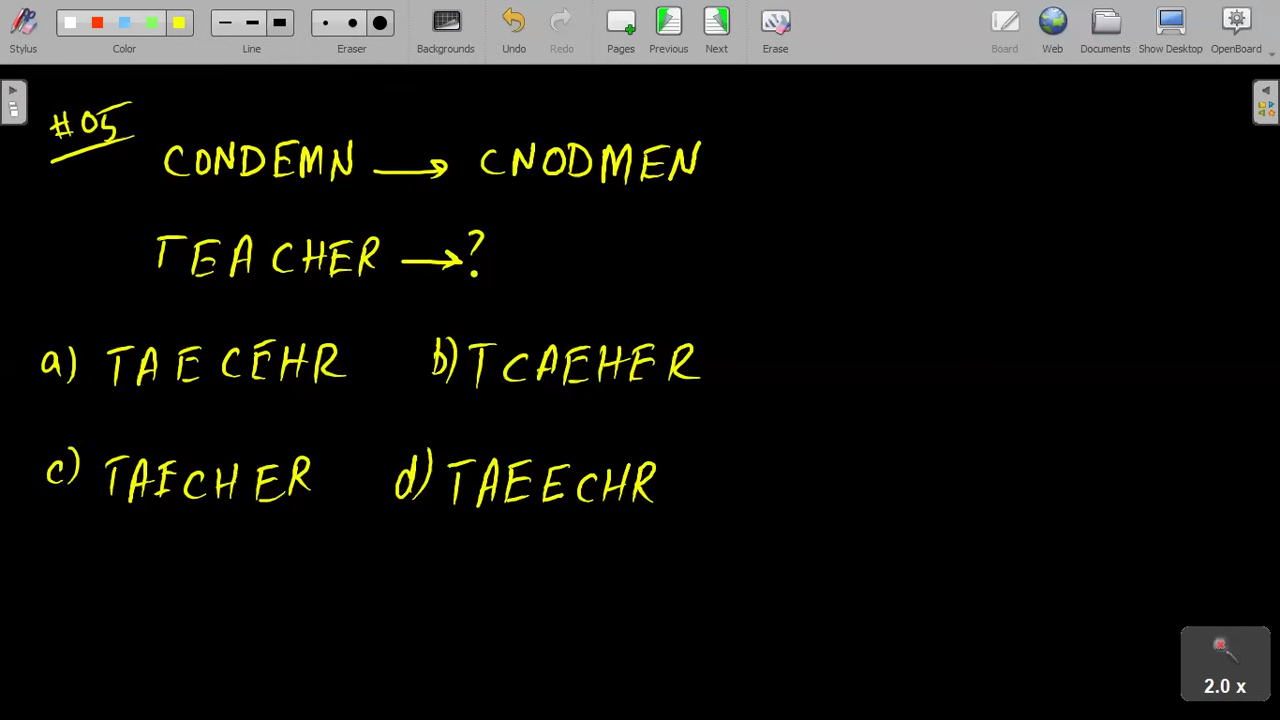 Stylus Color Line Eraser Backgrounds Undo Redo Pages Previous Next Erase Board Web Documents Show Desktop OpenBoard
#05
CONDEMN → CNODMEN
TEACHER → ?
a) TAECEHR b) TCAEHER
c) TAECHER d) TAEECHR
2.0 x